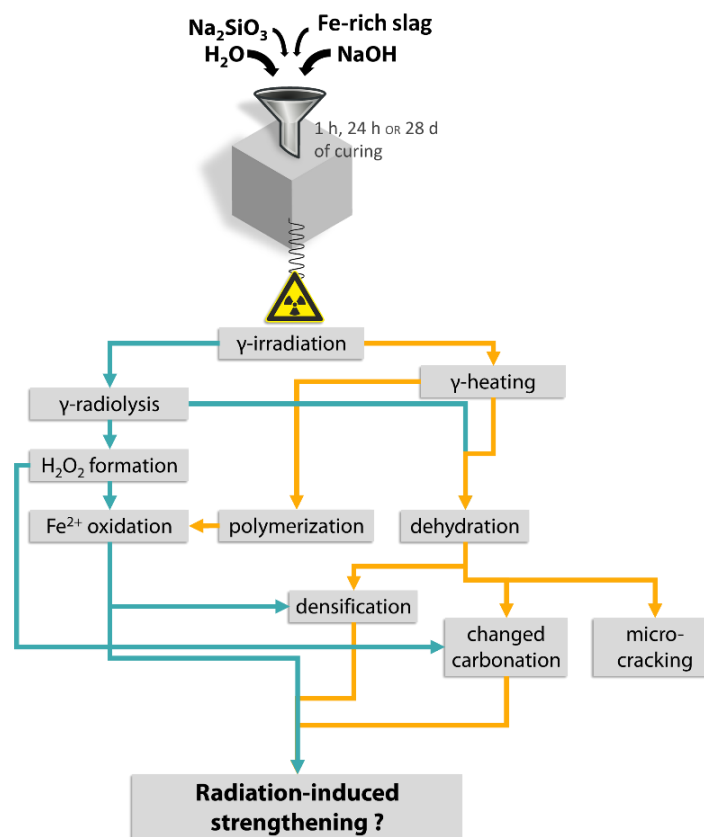 Na₂SiO₃ Fe-rich slag
H₂O NaOH
1 h, 24 h OR 28 d
of curing
γ-irradiation
γ-heating
γ-radiolysis
H₂O₂ formation
Fe²⁺ oxidation
polymerization
dehydration
densification
changed
carbonation
micro-
cracking
Radiation-induced
strengthening ?